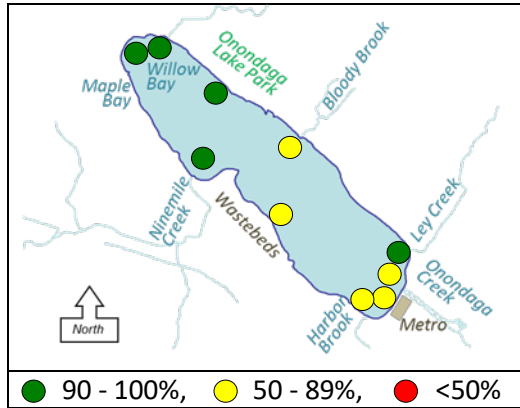 Onondaga
Lake Park
Willow
Bay
Maple
Bay
Bloody Brook
Ninemile
Creek
Wastebeds
Ley Creek
Onondaga
Creek
Harbor
Brook
Metro
North
90 - 100%, 50 - 89%, <50%